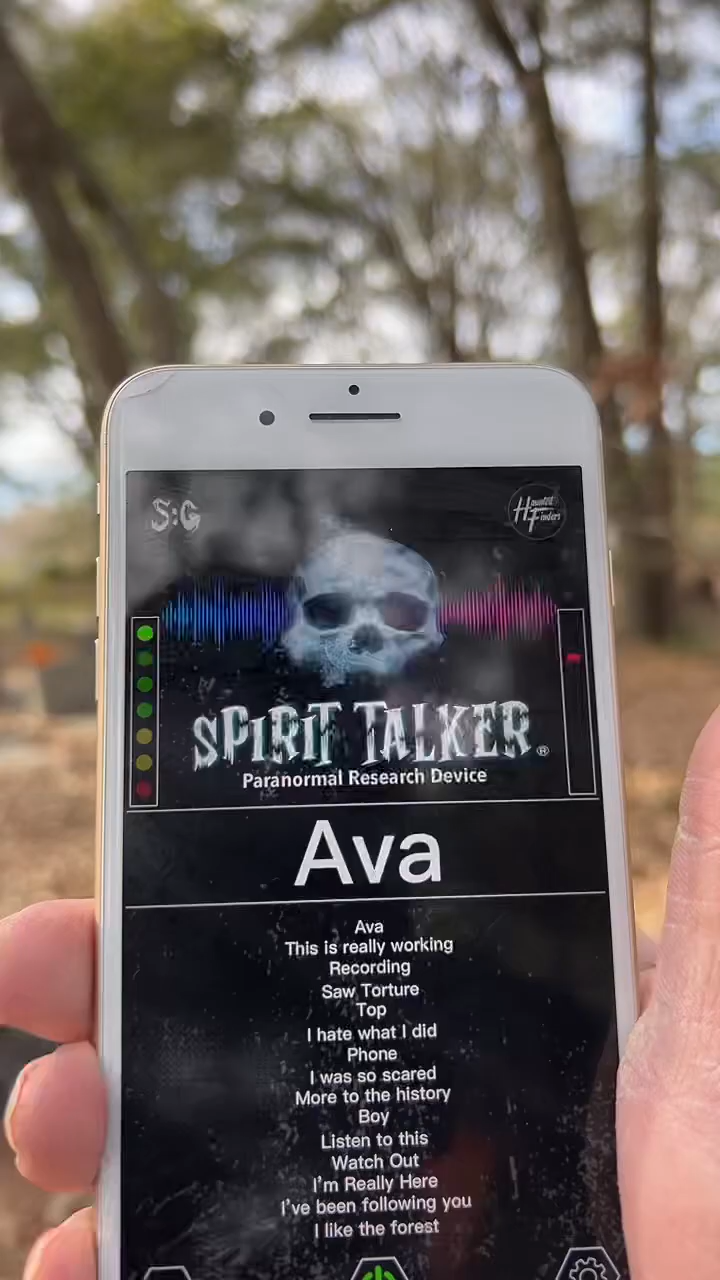 S:G
Haunted Finders
SPIRIT TALKER ®
Paranormal Research Device
Ava
Ava
This is really working
Recording
Saw Torture
Top
I hate what I did
Phone
I was so scared
More to the history
Boy
Listen to this
Watch Out
I'm Really Here
I've been following you
I like the forest